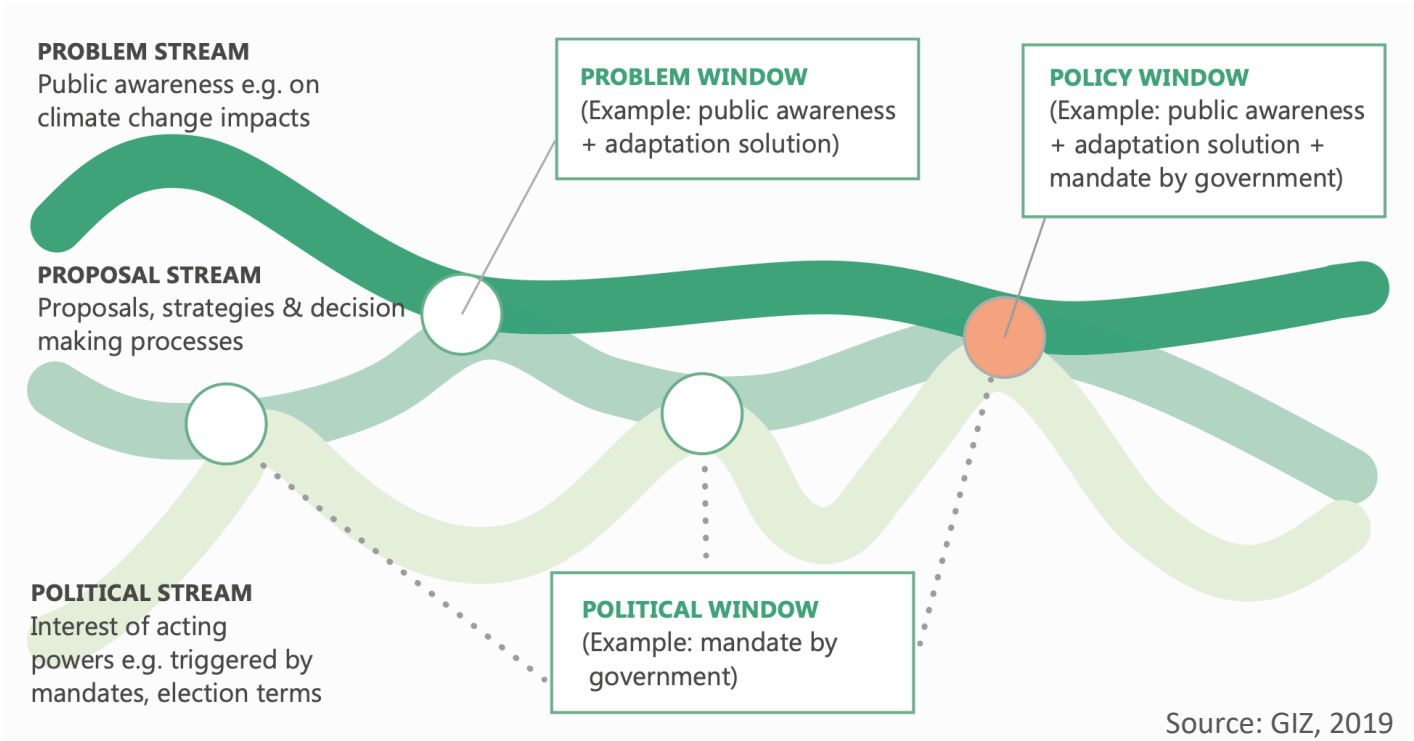 PROBLEM STREAM
Public awareness e.g. on
climate change impacts
PROBLEM WINDOW
(Example: public awareness
+ adaptation solution)
POLICY WINDOW
(Example: public awareness
+ adaptation solution +
mandate by government)
PROPOSAL STREAM
Proposals, strategies & decision
making processes
POLITICAL STREAM
Interest of acting
powers e.g. triggered by
mandates, election terms
POLITICAL WINDOW
(Example: mandate by
government)
Source: GIZ, 2019